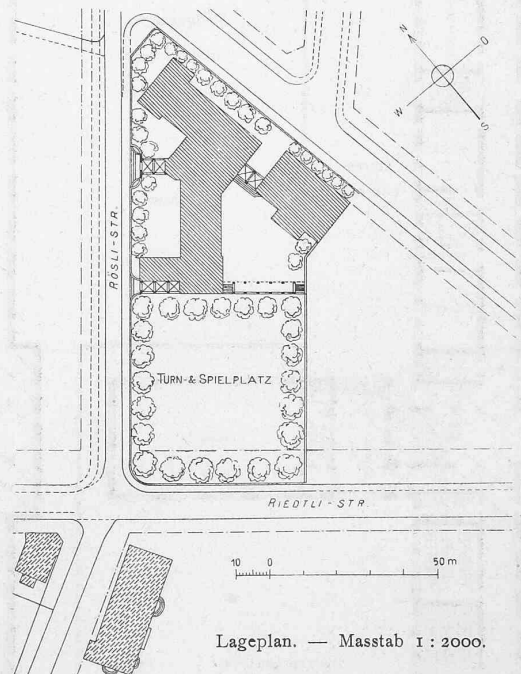 N
O
W
S
RÖSLI-STR.
TURN-& SPIELPLATZ
RIEDTLI-STR.
10 0 50 m
Lageplan. — Masstab 1 : 2000.